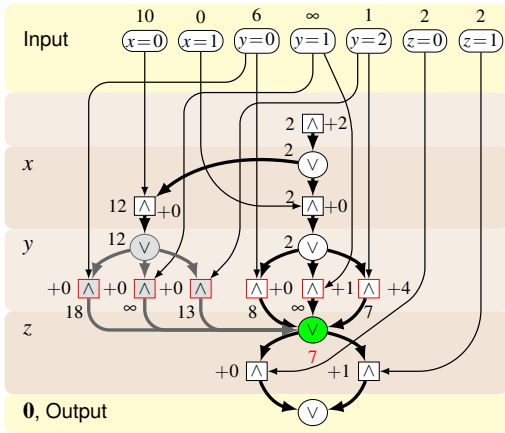 10 0 6 ∞ 1 2 2
Input x=0 x=1 y=0 y=1 y=2 z=0 z=1
2 ∧ +2
x 2 ∨
12 ∧ +0 2 ∧ +0
y 12 ∨ 2 ∨
+0 ∧ +0 ∧ +0 ∧ ∧ +0 ∧ +1 ∧ +4
18 ∞ 13 8 ∞ 7
z ∨
7
+0 ∧ +1 ∧
0, Output ∨